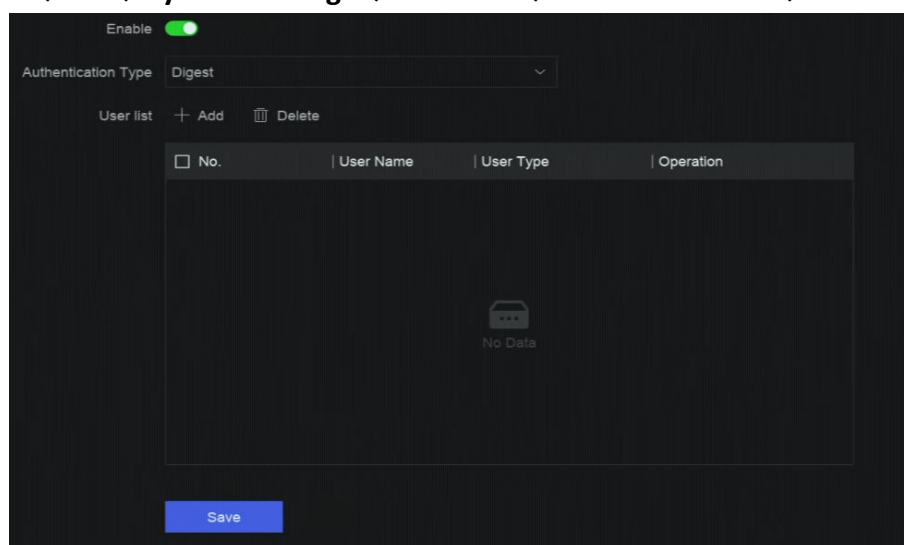 Enable
Authentication Type Digest
User list + Add Delete
No. | User Name | User Type | Operation
No Data
Save